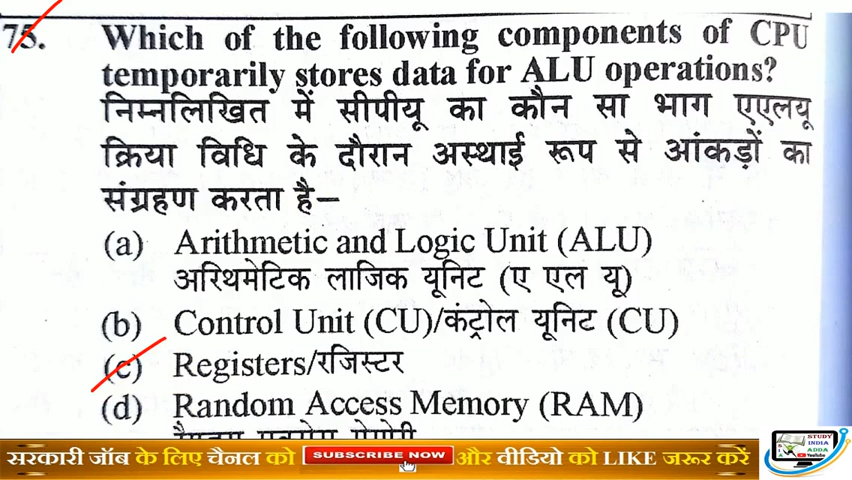 75. Which of the following components of CPU
temporarily stores data for ALU operations?
निम्नलिखित में सीपीयू का कौन सा भाग एएलयू
क्रिया विधि के दौरान अस्थाई रूप से आंकड़ों का
संग्रहण करता है–
(a) Arithmetic and Logic Unit (ALU)
अरिथमेटिक लाजिक यूनिट (ए एल यू)
(b) Control Unit (CU)/कंट्रोल यूनिट (CU)
(c) Registers/रजिस्टर
(d) Random Access Memory (RAM)
सरकारी जॉब के लिए चैनल को SUBSCRIBE NOW और वीडियो को LIKE जरूर करें
STUDY
INDIA
ADDA
YouTube